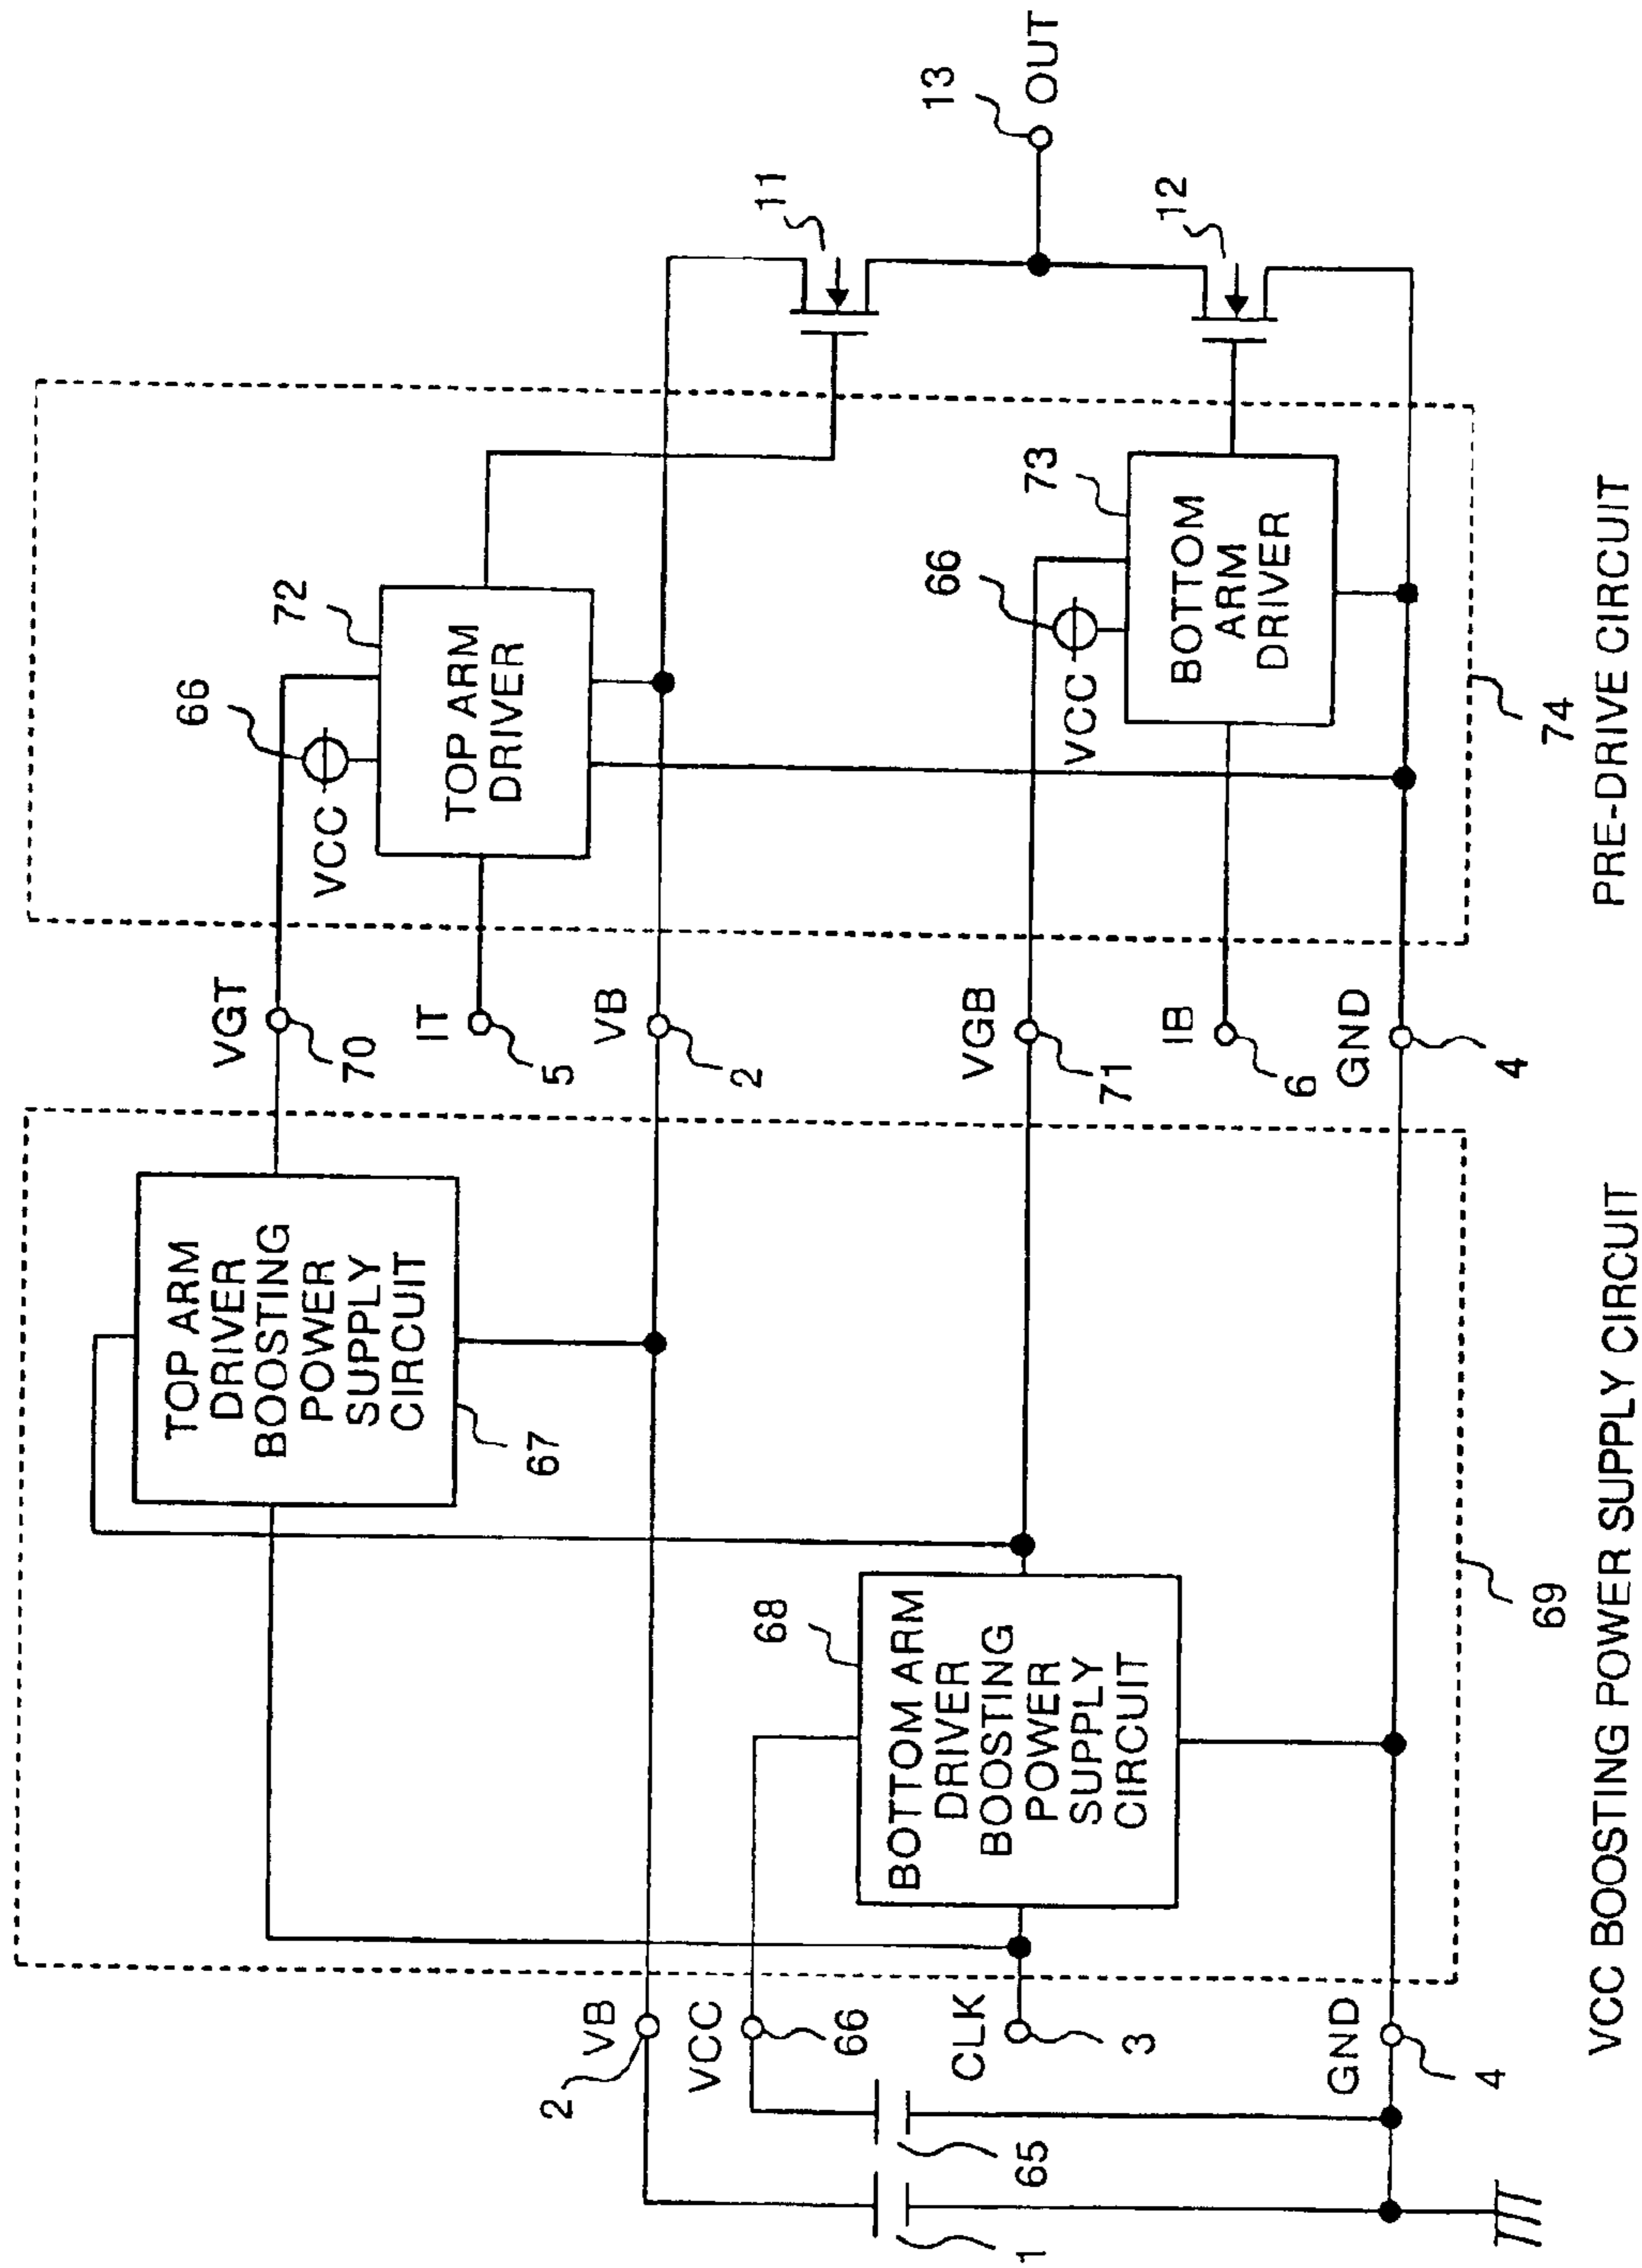 VGT
70
66
VCC
72
TOP ARM
DRIVER
IT
5
TOP ARM
DRIVER
BOOSTING
POWER
SUPPLY
CIRCUIT
67
VB
2
VB
2
11
VCC
66
13
OUT
68
BOTTOM ARM
DRIVER
BOOSTING
POWER
SUPPLY
CIRCUIT
VGB
71
66
VCC
73
BOTTOM
ARM
DRIVER
12
CLK
3
IB
6
65
1
GND
4
GND
4
69
74
VCC BOOSTING POWER SUPPLY CIRCUIT
PRE-DRIVE CIRCUIT